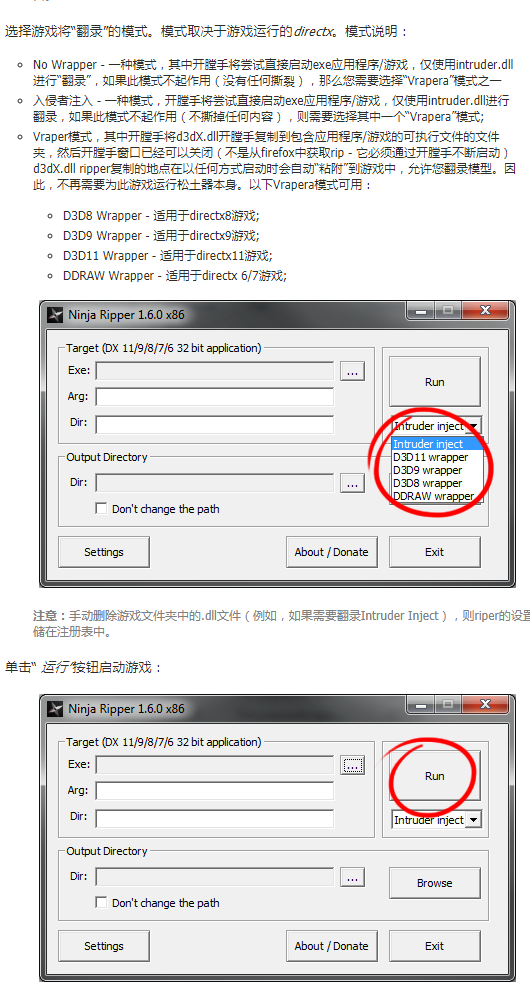 选择游戏将“翻录”的模式。模式取决于游戏运行的directx。模式说明：
No Wrapper - 一种模式，其中开膛手将尝试直接启动exe应用程序/游戏，仅使用intruder.dll
进行“翻录”，如果此模式不起作用（没有任何撕裂），那么您需要选择“Vrapera”模式之一
入侵者注入 - 一种模式，开膛手将尝试直接启动exe应用程序/游戏，仅使用intruder.dll进行
翻录，如果此模式不起作用（不撕掉任何内容），则需要选择其中一个“Vrapera”模式;
Vraper模式，其中开膛手将d3dX.dll开膛手复制到包含应用程序/游戏的可执行文件的文件
夹，然后开膛手窗口已经可以关闭（不是从firefox中获取rip - 它必须通过开膛手不断启动）
d3dX.dll ripper复制的地点在以任何方式启动时会自动“粘附”到游戏中，允许您翻录模型。因
此，不再需要为此游戏运行松土器本身。以下Vrapera模式可用：
D3D8 Wrapper - 适用于directx8游戏;
D3D9 Wrapper - 适用于directx9游戏;
D3D11 Wrapper - 适用于directx11游戏;
DDRAW Wrapper - 适用于directx 6/7游戏;
Ninja Ripper 1.6.0 x86
Target (DX 11/9/8/7/6 32 bit application)
Exe:
...
Run
Arg:
Dir:
Intruder inject
Intruder inject
D3D11 wrapper
D3D9 wrapper
D3D8 wrapper
DDRAW wrapper
Output Directory
Dir:
...
Don't change the path
Settings
About / Donate
Exit
注意：手动删除游戏文件夹中的.dll文件（例如，如果需要翻录Intruder Inject），则riper的设置
储在注册表中。
单击“ 运行”按钮启动游戏：
Ninja Ripper 1.6.0 x86
Target (DX 11/9/8/7/6 32 bit application)
Exe:
...
Run
Arg:
Dir:
Intruder inject
Output Directory
Dir:
...
Browse
Don't change the path
Settings
About / Donate
Exit